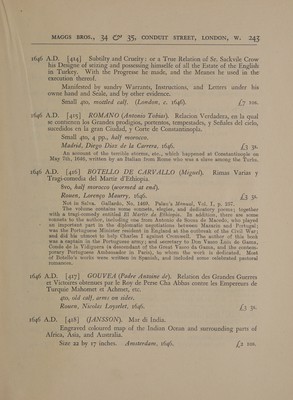 MAGGS BROS., 34 & 35, CONDUIT STREET, LONDON, W. 243
1646 A.D. [414] Subtilty and Cruelty: or a True Relation of Sr. Sackvile Crow
his Designe of seizing and possessing himselfe of all the Estate of the English
in Turkey. With the Progresse he made, and the Meanes he used in the
execution thereof.
Manifested by sundry Warrants, Instructions, and Letters under his
owne hand and Seale, and by other evidence.
Small 4to, mottled calf. (London, c. 1646). £7 10s.
1646 A.D. [415] ROMANO (Antonio Tobias). Relacion Verdadera, en la qual
se contienen los Grandes prodigios, portentos, tempestades, y Señales del cielo,
sucedidos en la gran Ciudad, y Corte de Constantinopla.
Small 4to, 4 pp., half morocco.
Madrid, Diego Diaz de la Carrera, 1646. £3 3s.
An account of the terrible storms, etc., which happened at Constantinople on
May 7th, 1646, written by an Italian from Rome who was a slave among the Turks.
1646 A.D. [416] BOTELLO DE CARVALLO (Miguel). Rimas Varias y
Tragi-comedia del Martir d'Ethiopia.
8vo, half morocco (wormed at end).
Rouen, Lorenço Maurry, 1646. £3 3s.
Not in Salva. Gallardo, No. 1460. Palau's Manual, Vol. I, p. 257.
The volume contains some sonnets, elegies, and dedicatory poems; together
with a tragi-comedy entitled El Martir de Ethiopia. In addition, there are some
sonnets to the author, including one from Antonio de Sousa de Macedo, who played
an important part in the diplomatic negotiations between Mazarin and Portugal;
was the Portuguese Minister resident in England at the outbreak of the Civil War;
and did his utmost to help Charles I against Cromwell. The author of this book
was a captain in the Portuguese army; and secretary to Don Vasco Luis de Gama,
Conde de la Vidiguera (a descendant of the Great Vasco da Gama, and the contem-
porary Portuguese Ambassador in Paris), to whom the work is dedicated. Most
of Botello's works were written in Spanish, and included some celebrated pastoral
romances.
1646 A.D. [417] GOUVEA (Padre Antoine de). Relation des Grandes Guerres
et Victoires obtenues par le Roy de Perse Cha Abbas contre les Empereurs de
Turquie Mahomet et Achmet, etc.
4to, old calf, arms on sides.
Rouen, Nicolas Loyselet, 1646. £5 5s.
1646 A.D. [418] (JANSSON). Mar di India.
Engraved coloured map of the Indian Ocean and surrounding parts of
Africa, Asia, and Australia.
Size 22 by 17 inches. Amsterdam, 1646. £2 10s.